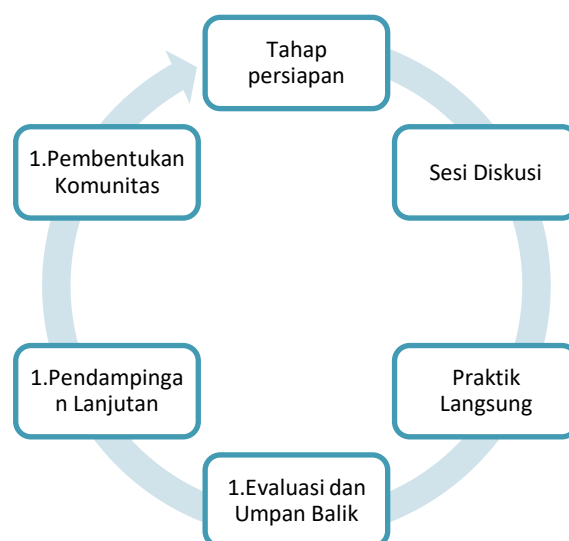 Tahap
persiapan
Sesi Diskusi
Praktik
Langsung
1.Evaluasi dan
Umpan Balik
1.Pendampinga
n Lanjutan
1.Pembentukan
Komunitas